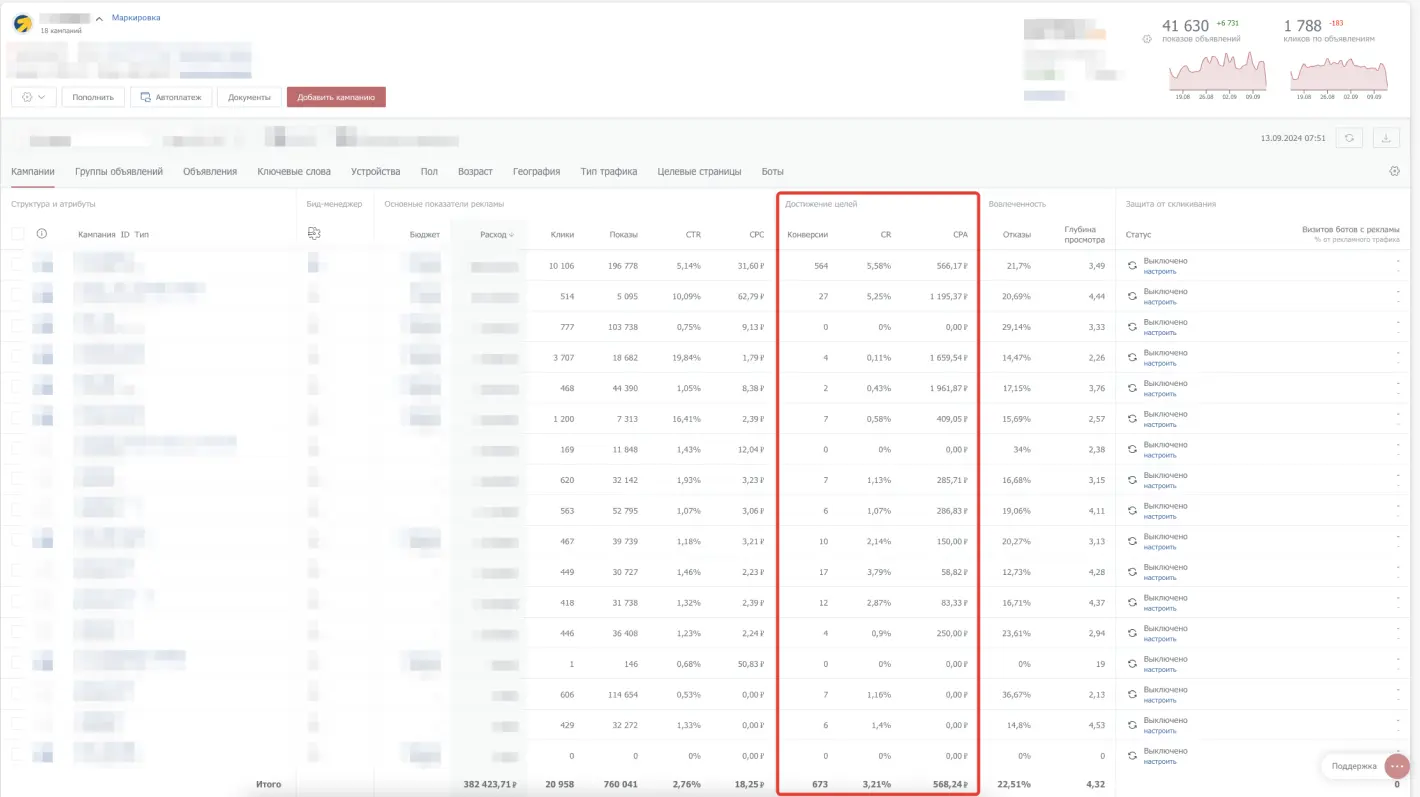 Маркировка
18 кампаний
41 630 +6 731
показов объявлений
1 788 -183
кликов по объявлениям
19.08 26.08 02.09 09.09
19.08 26.08 02.09 09.09
Пополнить Автоплатеж Документы Добавить кампанию
13.09.2024 07:51
Кампании Группы объявлений Объявления Ключевые слова Устройства Пол Возраст География Тип трафика Целевые страницы Боты
Структура и атрибуты Бид-менеджер Основные показатели рекламы Достижение целей Вовлеченность Защита от скликивания
Кампания ID Тип Бюджет Расход ↓ Клики Показы CTR CPC Конверсии CR CPA Отказы Глубина просмотра Статус Визитов ботов с рекламы
% от рекламного трафика
10 106 196 778 5,14% 31,60 ₽ 564 5,58% 566,17 ₽ 21,7% 3,49 Выключено -
настроить -
514 5 095 10,09% 62,79 ₽ 27 5,25% 1 195,37 ₽ 20,69% 4,44 Выключено -
настроить -
777 103 738 0,75% 9,13 ₽ 0 0% 0,00 ₽ 29,14% 3,33 Выключено -
настроить -
3 707 18 682 19,84% 1,79 ₽ 4 0,11% 1 659,54 ₽ 14,47% 2,26 Выключено -
настроить -
468 44 390 1,05% 8,38 ₽ 2 0,43% 1 961,87 ₽ 17,15% 3,76 Выключено -
настроить -
1 200 7 313 16,41% 2,39 ₽ 7 0,58% 409,05 ₽ 15,69% 2,57 Выключено -
настроить -
169 11 848 1,43% 12,04 ₽ 0 0% 0,00 ₽ 34% 2,38 Выключено -
настроить -
620 32 142 1,93% 3,23 ₽ 7 1,13% 285,71 ₽ 16,68% 3,15 Выключено -
настроить -
563 52 795 1,07% 3,06 ₽ 6 1,07% 286,83 ₽ 19,06% 4,11 Выключено -
настроить -
467 39 739 1,18% 3,21 ₽ 10 2,14% 150,00 ₽ 20,27% 3,13 Выключено -
настроить -
449 30 727 1,46% 2,23 ₽ 17 3,79% 58,82 ₽ 12,73% 4,28 Выключено -
настроить -
418 31 738 1,32% 2,39 ₽ 12 2,87% 83,33 ₽ 16,71% 4,37 Выключено -
настроить -
446 36 408 1,23% 2,24 ₽ 4 0,9% 250,00 ₽ 23,61% 2,94 Выключено -
настроить -
1 146 0,68% 50,83 ₽ 0 0% 0,00 ₽ 0% 19 Выключено -
настроить -
606 114 654 0,53% 0,00 ₽ 7 1,16% 0,00 ₽ 36,67% 2,13 Выключено -
настроить -
429 32 272 1,33% 0,00 ₽ 6 1,4% 0,00 ₽ 14,8% 4,53 Выключено -
настроить -
0 0 0% 0,00 ₽ 0 0% 0,00 ₽ 0% 0 Выключено -
настроить
Поддержка
Итого 382 423,71 ₽ 20 958 760 041 2,76% 18,25 ₽ 673 3,21% 568,24 ₽ 22,51% 4,32 0